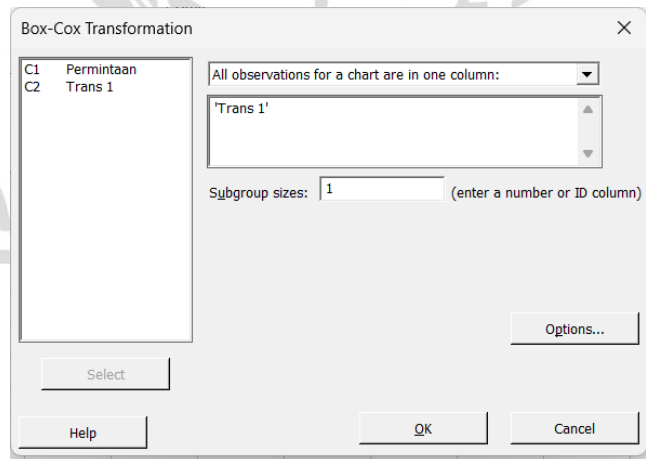 Box-Cox Transformation
C1 Permintaan
C2 Trans 1
All observations for a chart are in one column:
'Trans 1'
Subgroup sizes: 1 (enter a number or ID column)
Options...
Select
Help
OK
Cancel